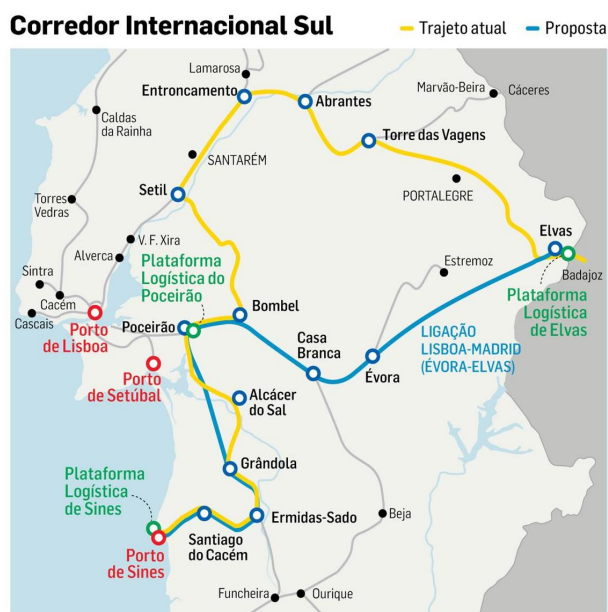 Corredor Internacional Sul
Trajeto atual
Proposta
Lamarosa
Entroncamento
Abrantes
Marvão-Beira
Cáceres
Caldas
da Rainha
Torre das Vagens
SANTARÉM
PORTALEGRE
Setil
Torres
Vedras
V. F. Xira
Alverca
Plataforma
Logística do
Poceirão
Elvas
Estremoz
Badajoz
Sintra
Cacém
Cascais
Porto
de Lisboa
Bombel
Poceirão
Plataforma
Logística
de Elvas
Casa
Branca
LIGAÇÃO
LISBOA-MADRID
(ÉVORA-ELVAS)
Évora
Porto
de Setúbal
Alcácer
do Sal
Grândola
Plataforma
Logística
de Sines
Ermidas-Sado
Beja
Santiago
do Cacém
Porto
de Sines
Funcheira
Ourique